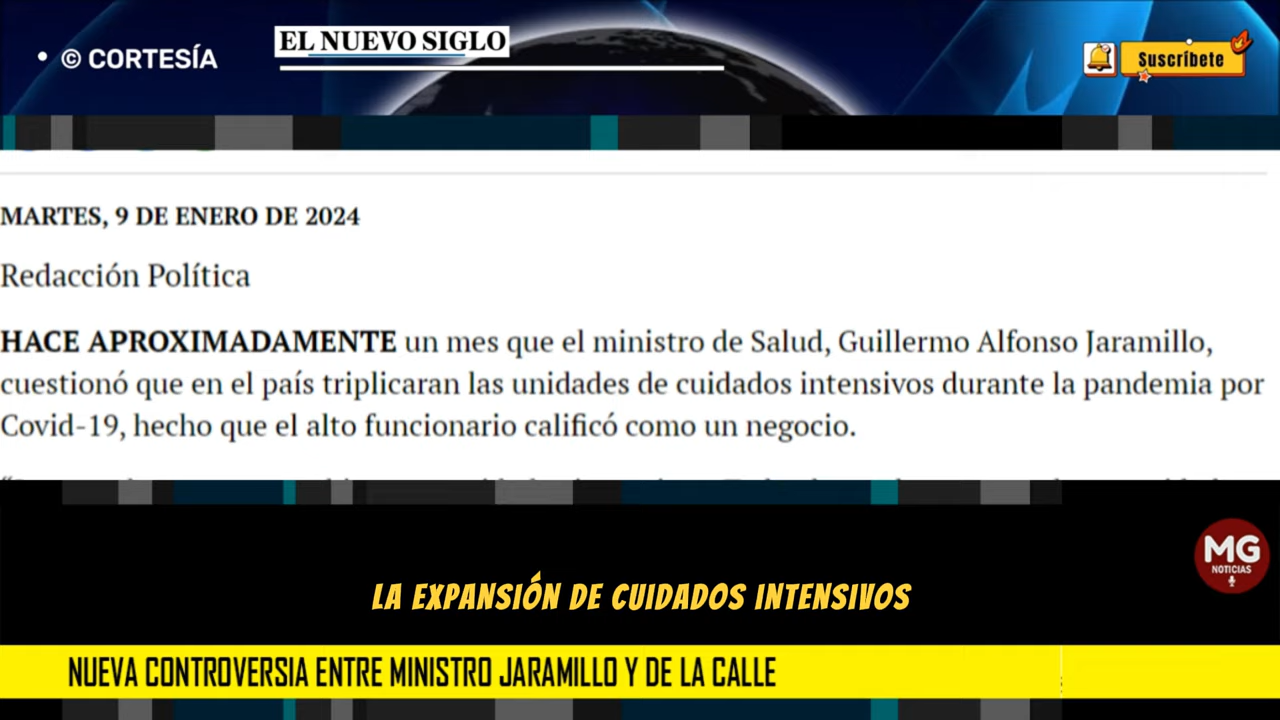 • © CORTESÍA
EL NUEVO SIGLO
Suscríbete
MARTES, 9 DE ENERO DE 2024
Redacción Política
HACE APROXIMADAMENTE un mes que el ministro de Salud, Guillermo Alfonso Jaramillo,
cuestionó que en el país triplicaran las unidades de cuidados intensivos durante la pandemia por
Covid-19, hecho que el alto funcionario calificó como un negocio.
MG
NOTICIAS
LA EXPANSIÓN DE CUIDADOS INTENSIVOS
NUEVA CONTROVERSIA ENTRE MINISTRO JARAMILLO Y DE LA CALLE